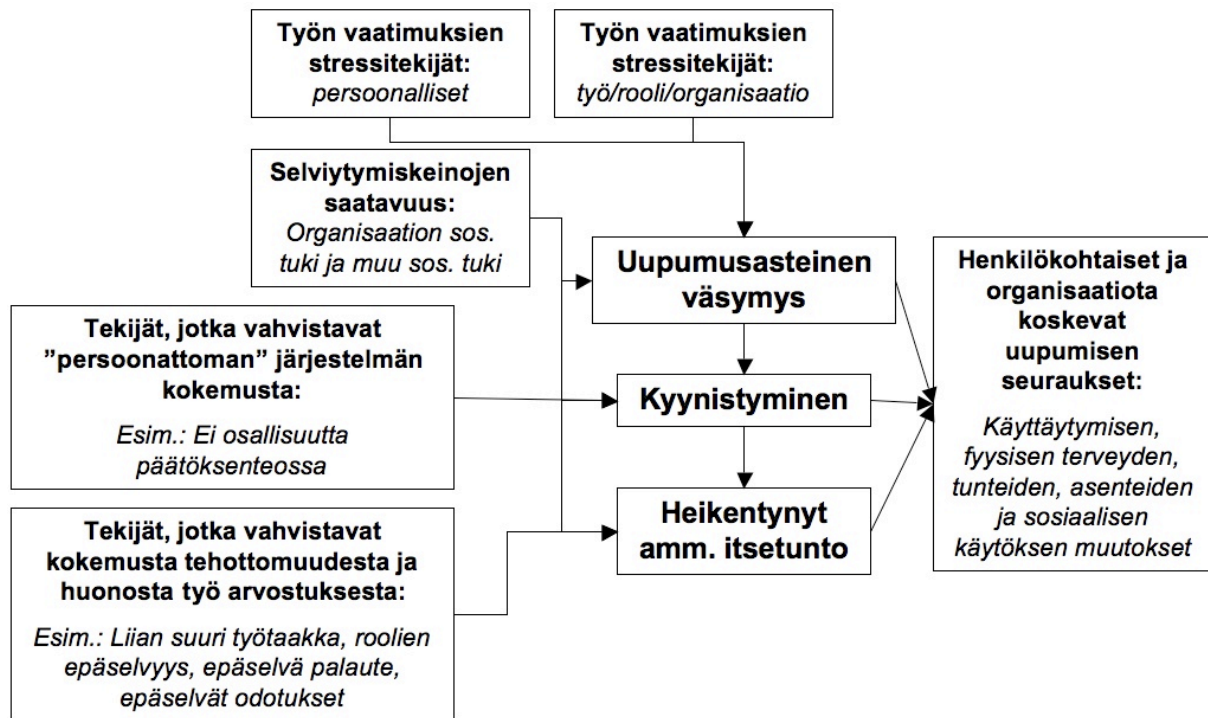 Työn vaatimuksien
stressitekijät:
persoonalliset
Työn vaatimuksien
stressitekijät:
työ/rooli/organisaatio
Selviytymiskeinojen
saatavuus:
Organisaation sos.
tuki ja muu sos. tuki
Uupumusasteinen
väsymys
Henkilökohtaiset ja
organisaatiota
koskevat
uupumisen
seuraukset:
Käyttäytymisen,
fyysisen terveyden,
tunteiden, asenteiden
ja sosiaalisen
käytöksen muutokset
Tekijät, jotka vahvistavat
”persoonattoman” järjestelmän
kokemusta:
Esim.: Ei osallisuutta
päätöksenteossa
Kyynistyminen
Tekijät, jotka vahvistavat
kokemusta tehottomuudesta ja
huonosta työ arvostuksesta:
Esim.: Liian suuri työtaakka, roolien
epäselvyys, epäselvä palaute,
epäselvät odotukset
Heikentynyt
amm. itsetunto